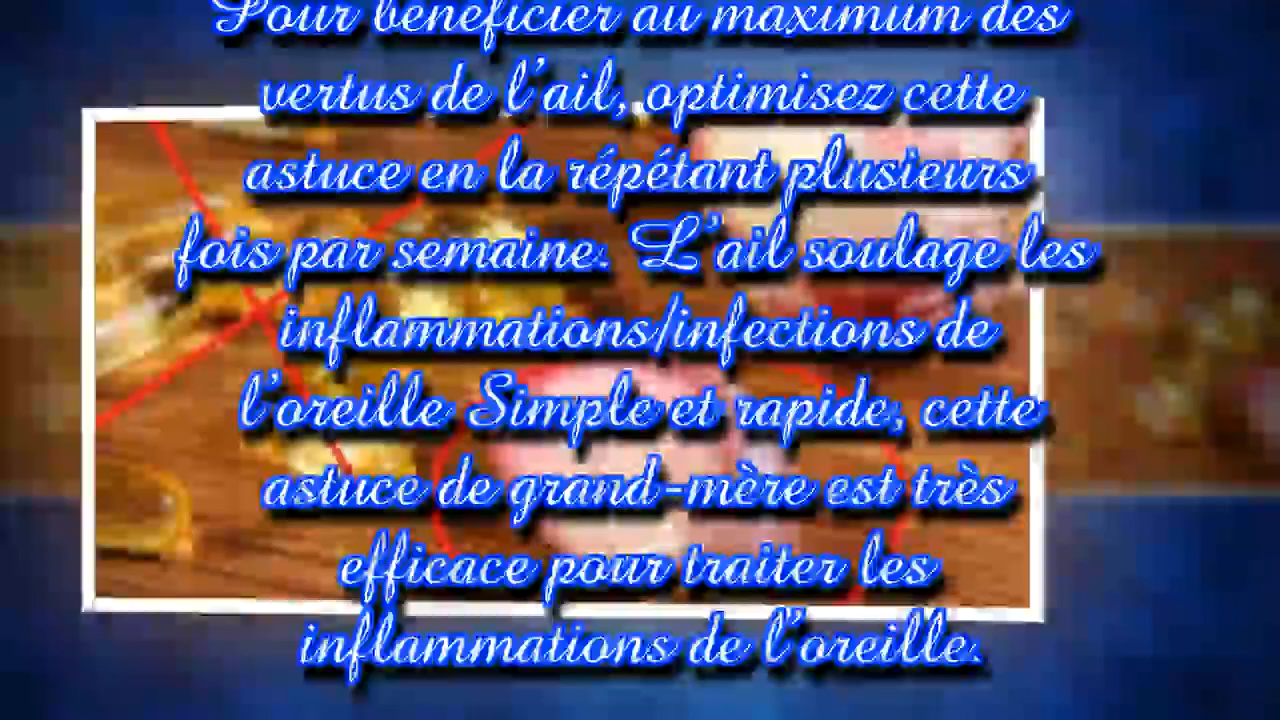 Pour bénéficier au maximum des
vertus de l'ail, optimisez cette
astuce en la répétant plusieurs
fois par semaine. L'ail soulage les
inflammations/infections de
l'oreille Simple et rapide, cette
astuce de grand-mère est très
efficace pour traiter les
inflammations de l'oreille.